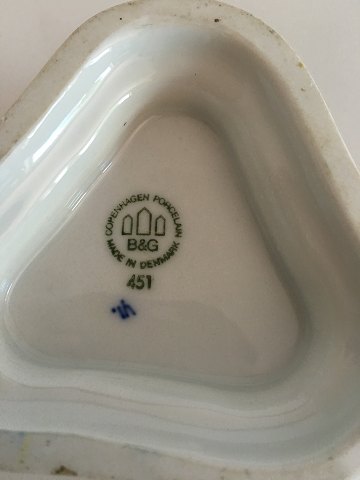 COPENHAGEN PORCELAIN
B&G
MADE IN DENMARK
451